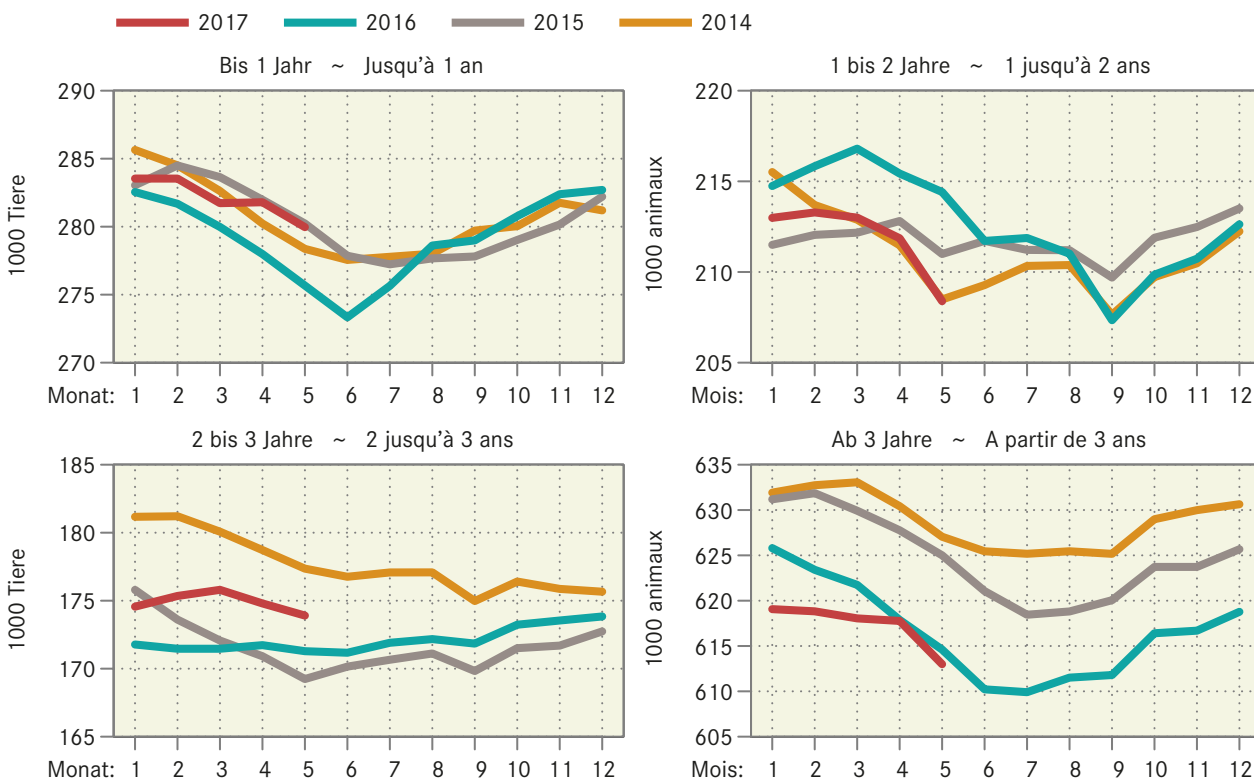 2017 2016 2015 2014
Bis 1 Jahr ~ Jusqu'à 1 an
1000 Tiere
290
285
280
275
270
Monat: 1 2 3 4 5 6 7 8 9 10 11 12
1 bis 2 Jahre ~ 1 jusqu'à 2 ans
1000 animaux
220
215
210
205
Mois: 1 2 3 4 5 6 7 8 9 10 11 12
2 bis 3 Jahre ~ 2 jusqu'à 3 ans
1000 Tiere
185
180
175
170
165
Monat: 1 2 3 4 5 6 7 8 9 10 11 12
Ab 3 Jahre ~ A partir de 3 ans
1000 animaux
635
630
625
620
615
610
605
Mois: 1 2 3 4 5 6 7 8 9 10 11 12